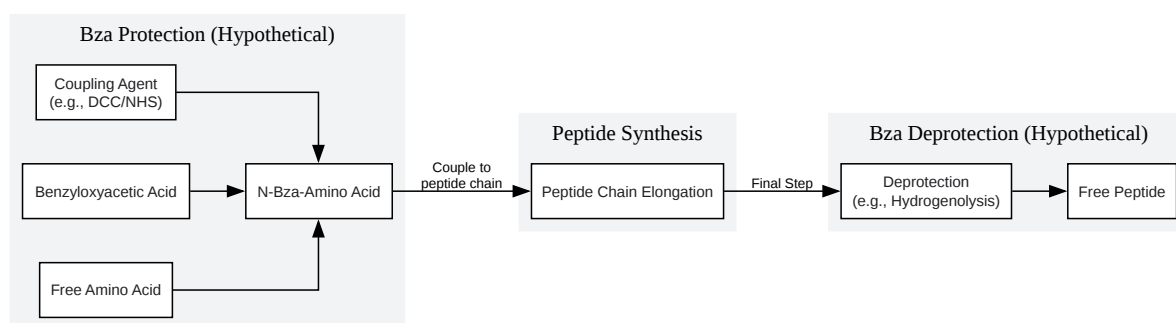 Bza Protection (Hypothetical)
Coupling Agent
(e.g., DCC/NHS)
Benzyloxyacetic Acid
N-Bza-Amino Acid
Free Amino Acid
Couple to
peptide chain
Peptide Synthesis
Peptide Chain Elongation
Final Step
Bza Deprotection (Hypothetical)
Deprotection
(e.g., Hydrogenolysis)
Free Peptide